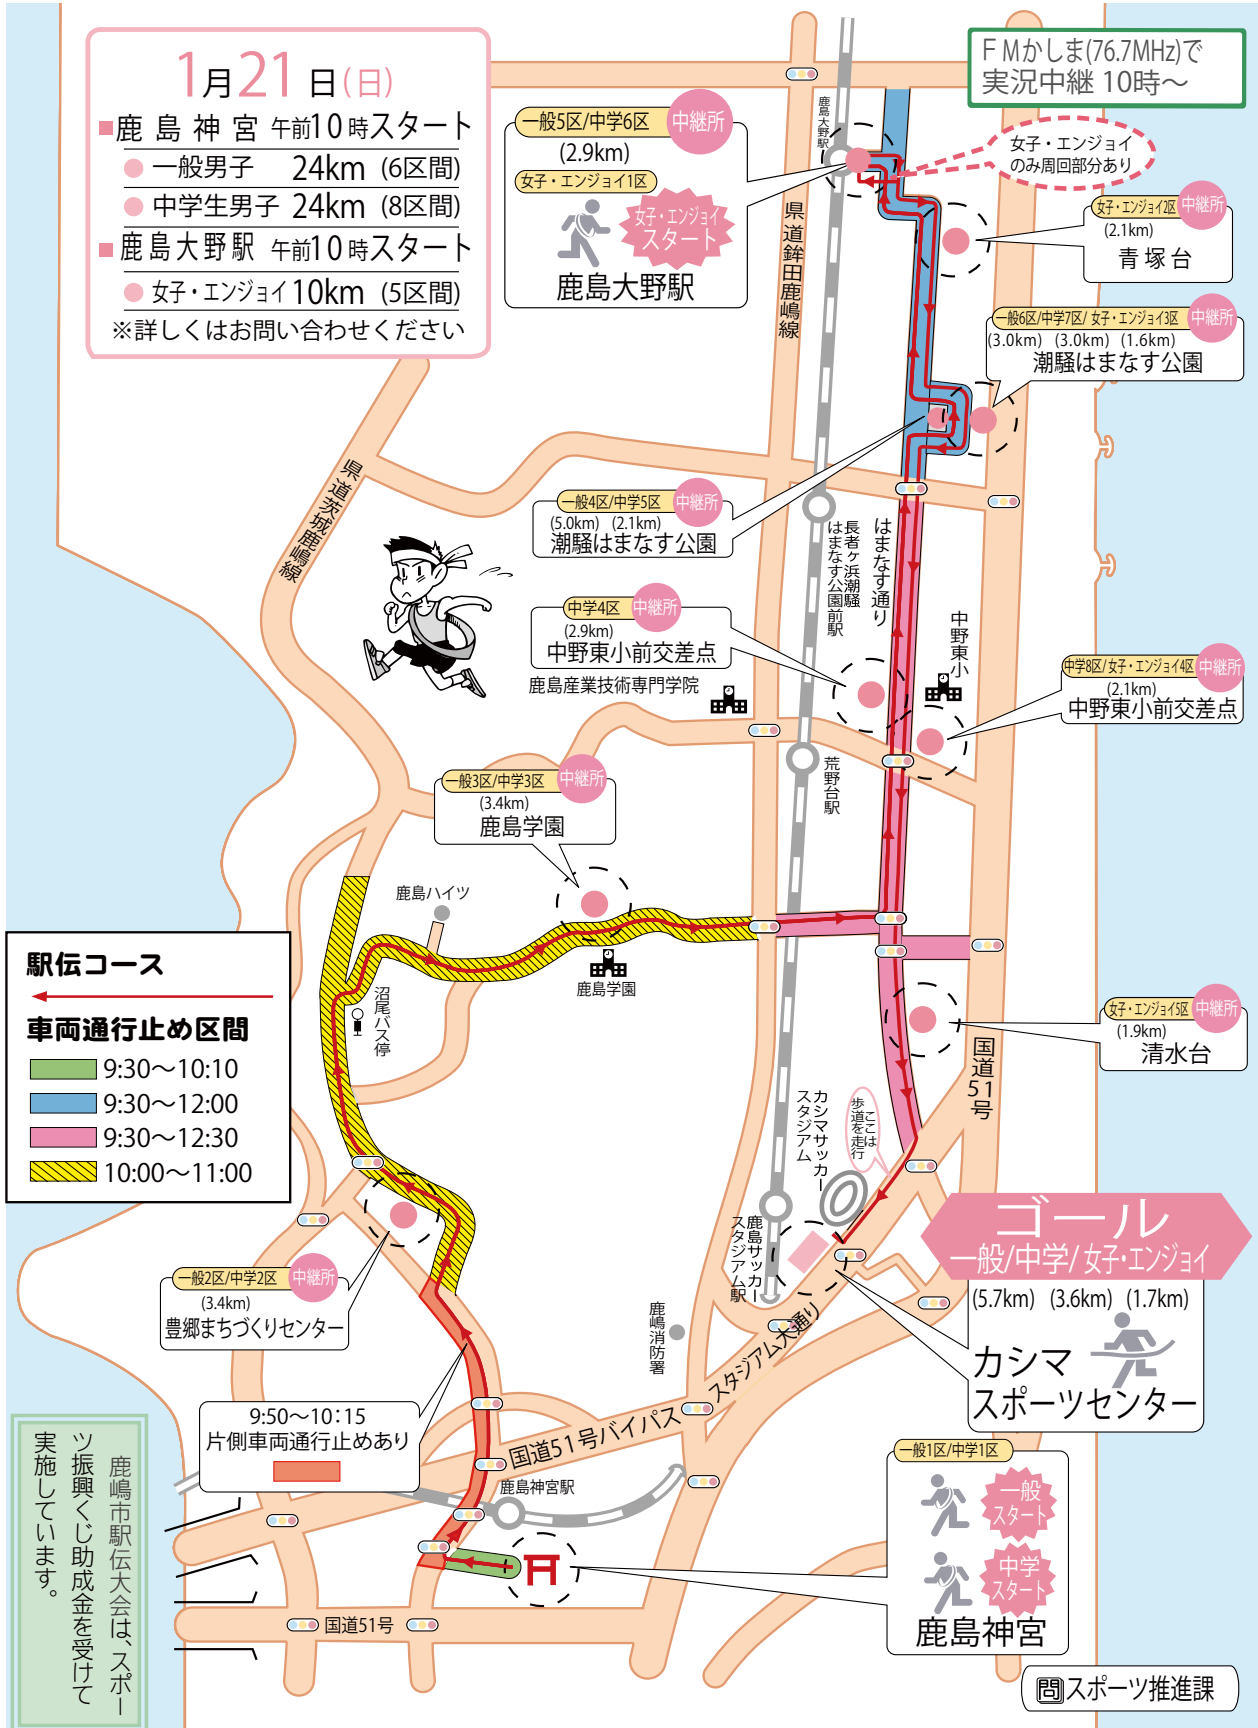 1月21日(日)
■鹿島神宮 午前10時スタート
●一般男子 24km (6区間)
●中学生男子 24km (8区間)
■鹿島大野駅 午前10時スタート
●女子・エンジョイ10km (5区間)
※詳しくはお問い合わせください
FMかしま(76.7MHz)で
実況中継 10時～
一般5区/中学6区 中継所
(2.9km)
女子・エンジョイ1区
女子・エンジョイ
スタート
鹿島大野駅
鹿島大野駅
女子・エンジョイ
のみ周回部分あり
女子・エンジョイ2区 中継所
(2.1km)
青塚台
県道鉾田鹿嶋線
一般6区/中学7区/女子・エンジョイ3区 中継所
(3.0km) (3.0km) (1.6km)
潮騒はまなす公園
県道茨城鹿嶋線
一般4区/中学5区 中継所
(5.0km) (2.1km)
潮騒はまなす公園
長者ヶ浜潮騒
はまなす公園前駅
はまなす通り
中学4区 中継所
(2.9km)
中野東小前交差点
鹿島産業技術専門学院
中野東小
中学8区/女子・エンジョイ4区 中継所
(2.1km)
中野東小前交差点
荒野台駅
一般3区/中学3区 中継所
(3.4km)
鹿島学園
鹿島ハイツ
鹿島学園
沼尾バス停
駅伝コース
車両通行止め区間
9:30～10:10
9:30～12:00
9:30～12:30
10:00～11:00
女子・エンジョイ5区 中継所
(1.9km)
清水台
国道51号
カシマサッカー
スタジアム
ここは
歩道を走行
鹿島サッカー
スタジアム駅
ゴール
一般/中学/女子・エンジョイ
(5.7km) (3.6km) (1.7km)
カシマ
スポーツセンター
一般2区/中学2区 中継所
(3.4km)
豊郷まちづくりセンター
鹿嶋消防署
スタジアム大通り
9:50～10:15
片側車両通行止めあり
国道51号バイパス
鹿島神宮駅
一般1区/中学1区
一般
スタート
中学
スタート
鹿島神宮
国道51号
鹿嶋市駅伝大会は、スポー
ツ振興くじ助成金を受けて
実施しています。
問スポーツ推進課